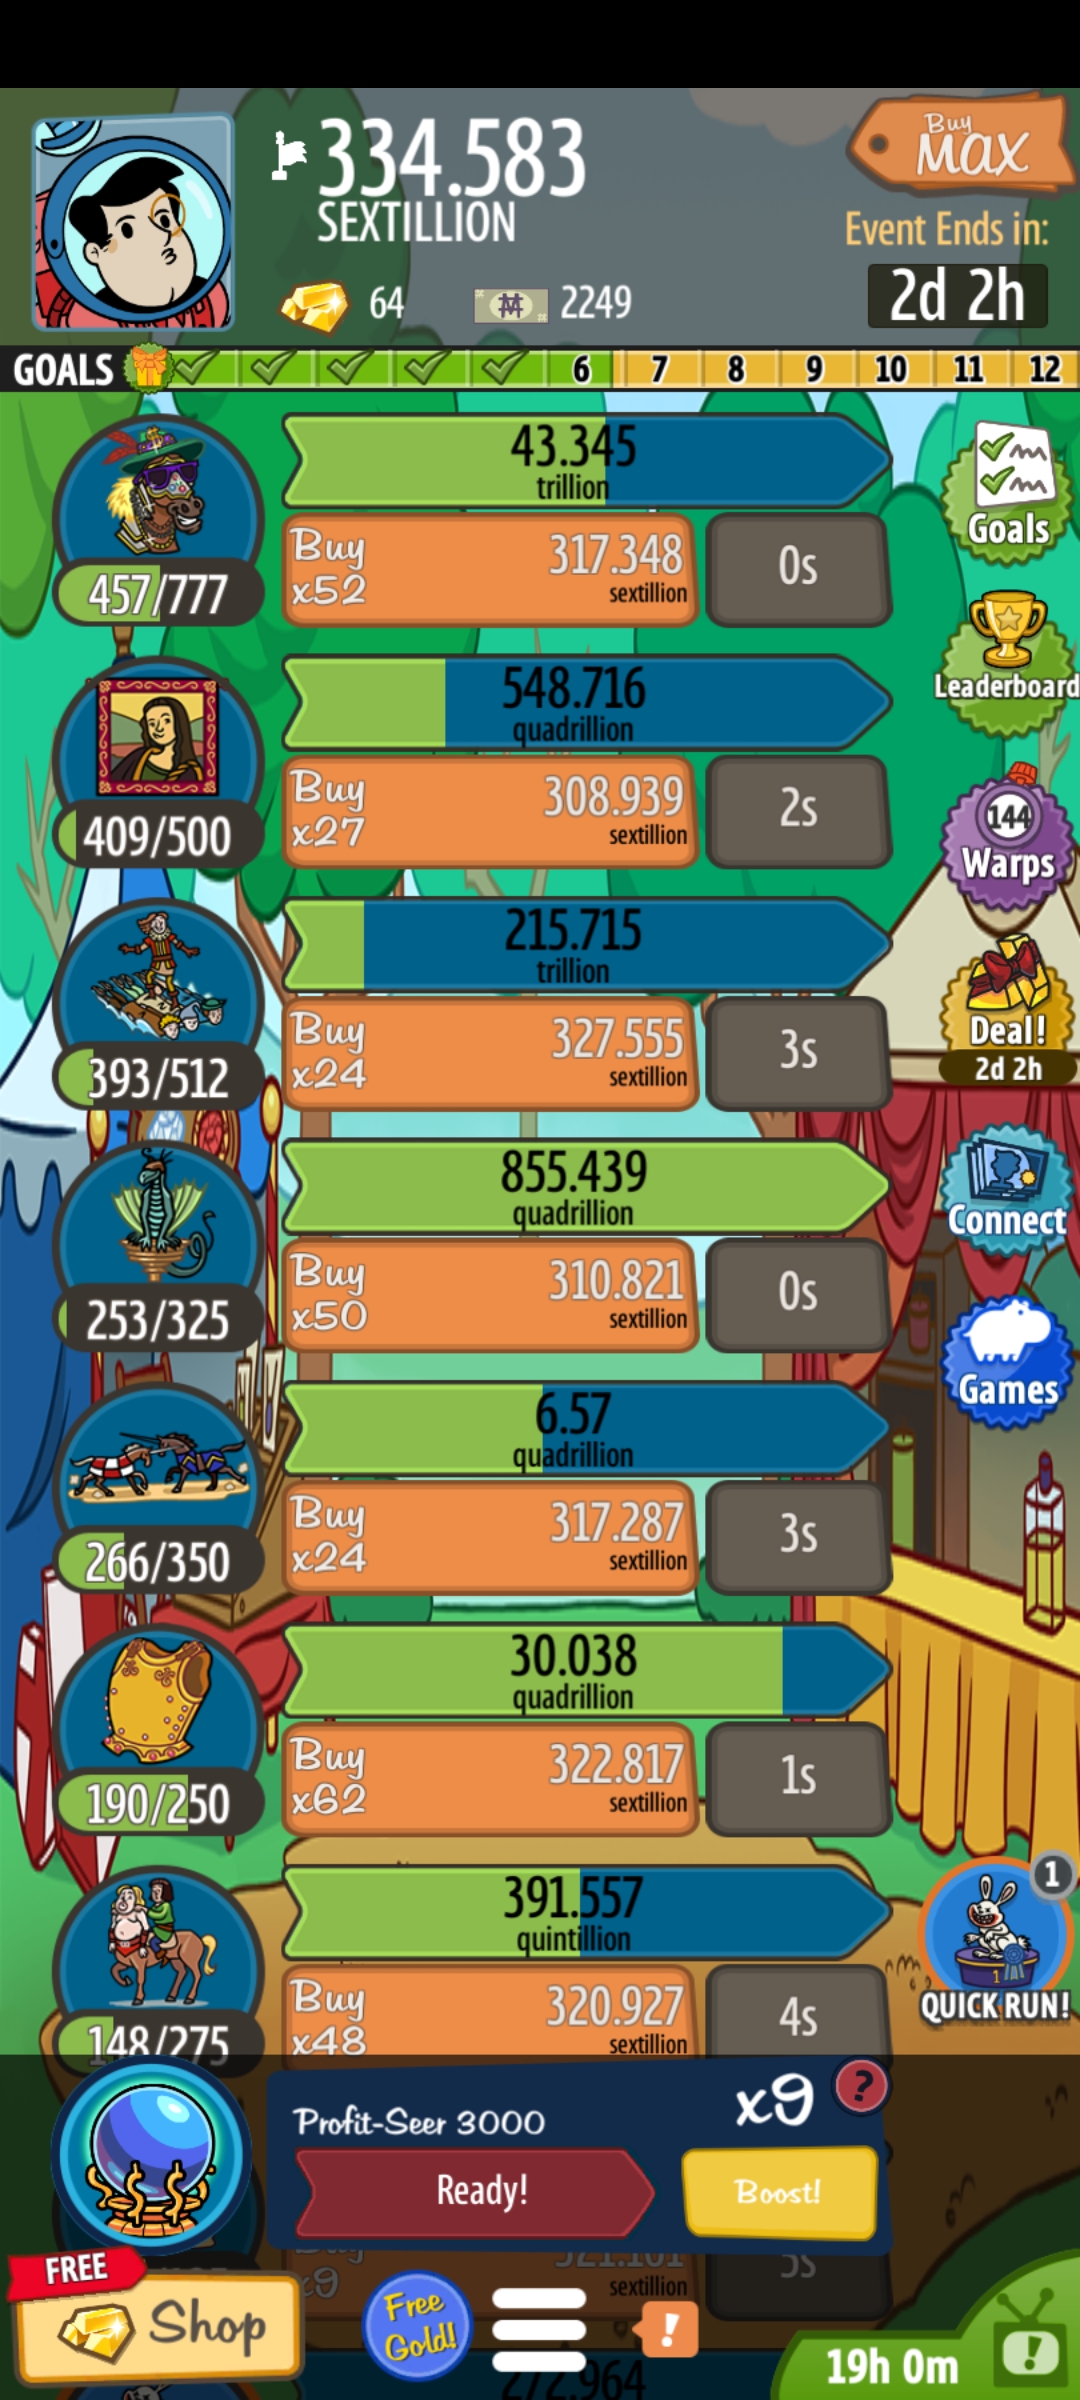 334.583
SEXTILLION
64
2249
Buy
MAX
Event Ends in:
2d 2h
GOALS 6 7 8 9 10 11 12
43.345
trillion
457/777
Buy
x52
317.348
sextillion
0s
Goals
548.716
quadrillion
409/500
Buy
x27
308.939
sextillion
2s
Leaderboard
144
Warps
215.715
trillion
393/512
Buy
x24
327.555
sextillion
3s
Deal!
2d 2h
855.439
quadrillion
253/325
Buy
x50
310.821
sextillion
0s
Connect
Games
6.57
quadrillion
266/350
Buy
x24
317.287
sextillion
3s
30.038
quadrillion
190/250
Buy
x62
322.817
sextillion
1s
391.557
quintillion
148/275
Buy
x48
320.927
sextillion
4s
1
1
QUICK RUN!
Profit-Seer 3000
x9
?
Ready!
Boost!
Buy
x9
sextillion
5s
FREE
Shop
Free
Gold!
!
272.964
19h 0m
!